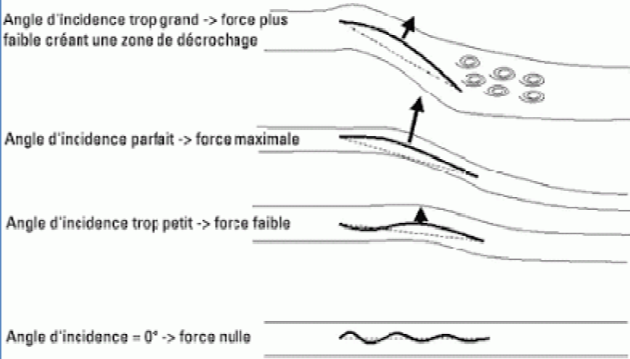 Angle d'incidence trop grand -> force plus
faible créant une zone de décrochage
Angle d'incidence parfait -> force maximale
Angle d'incidence trop petit -> force faible
Angle d'incidence = 0° -> force nulle